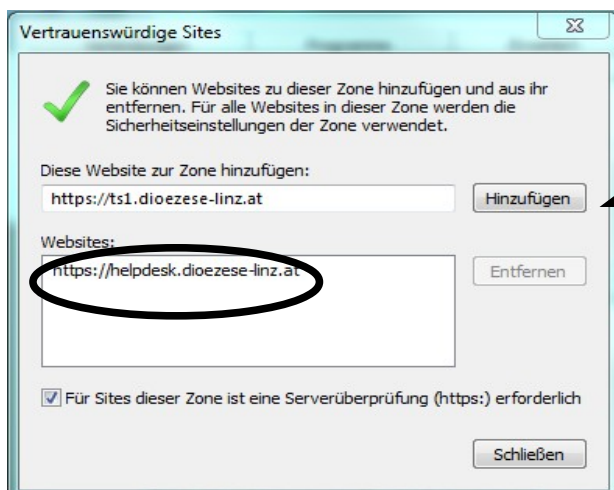 Vertrauenswürdige Sites
Sie können Websites zu dieser Zone hinzufügen und aus ihr
entfernen. Für alle Websites in dieser Zone werden die
Sicherheitseinstellungen der Zone verwendet.
Diese Website zur Zone hinzufügen:
https://ts1.dioezese-linz.at
Hinzufügen
Websites:
https://helpdesk.dioezese-linz.at
Entfernen
Für Sites dieser Zone ist eine Serverüberprüfung (https:) erforderlich
Schließen